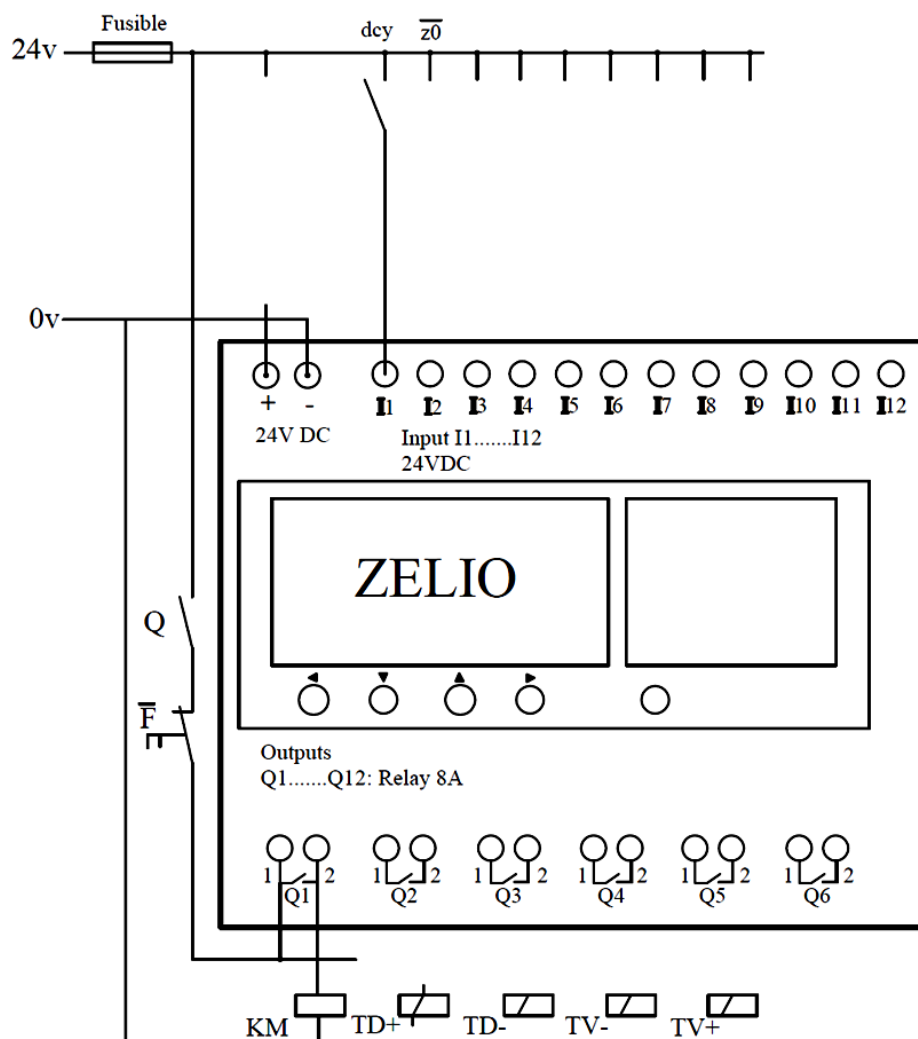 Fusible
24v
dcy z̅0̅
0v
+ -
I1 I2 I3 I4 I5 I6 I7 I8 I9 I10 I11 I12
24V DC
Input I1.......I12
24VDC
ZELIO
Q
F̅
Outputs
Q1.......Q12: Relay 8A
1 2 1 2 1 2 1 2 1 2 1 2
Q1 Q2 Q3 Q4 Q5 Q6
KM TD+ TD- TV- TV+